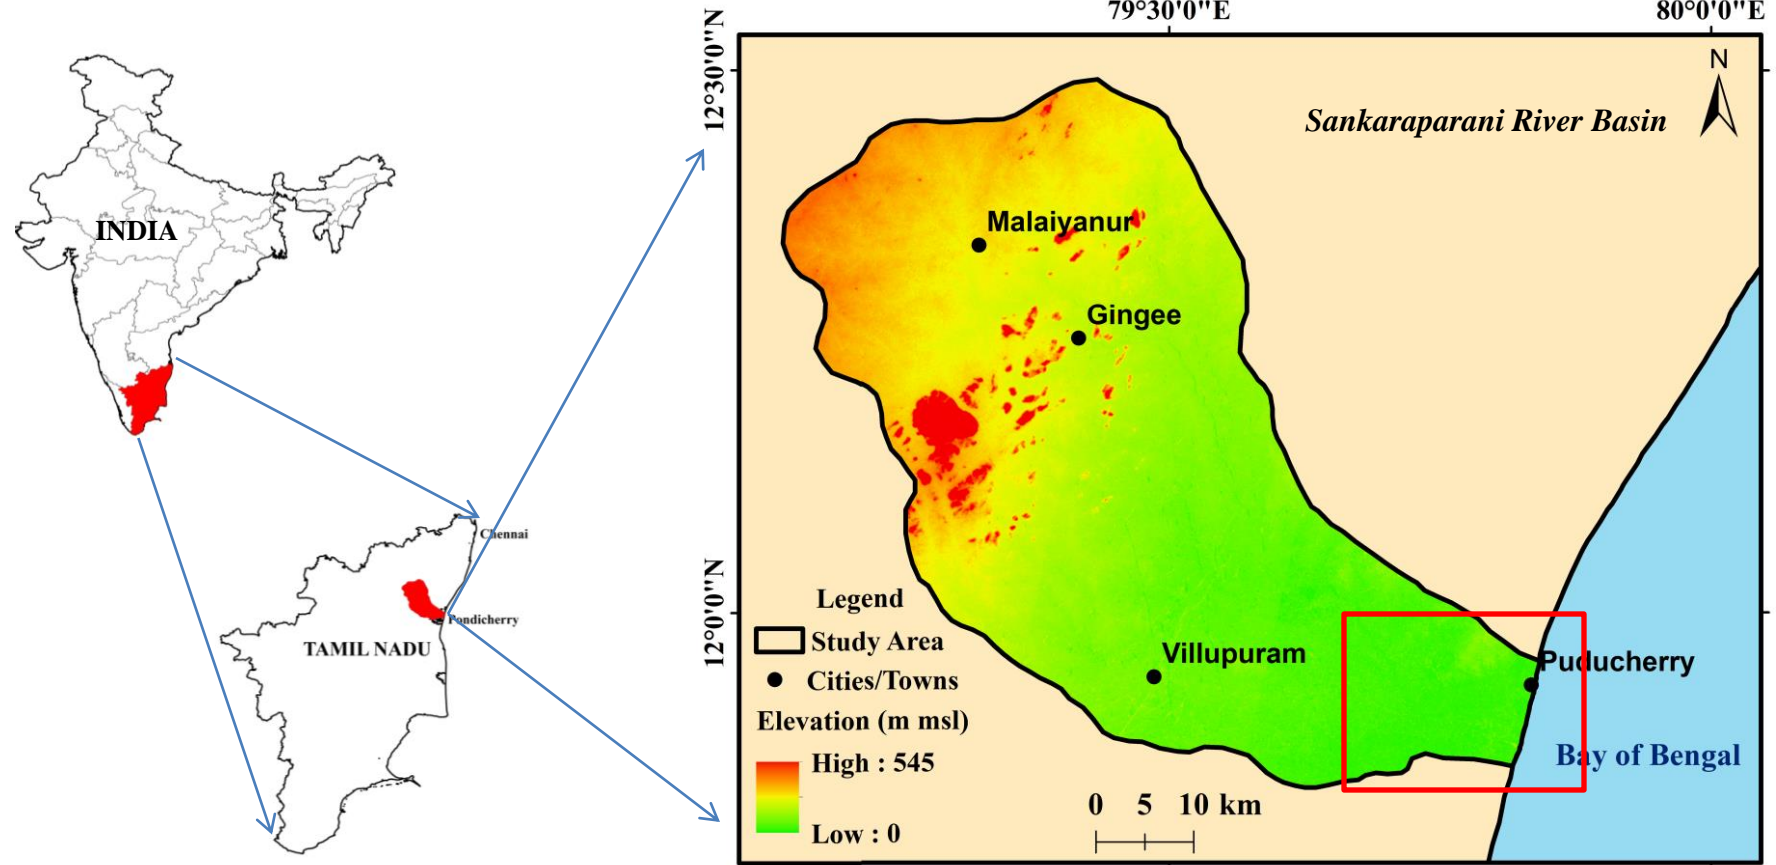 INDIA
Chennai
Pondicherry
TAMIL NADU
79°30'0"E
80°0'0"E
12°30'0"N
12°0'0"N
N
Sankaraparani River Basin
Malaiyanur
Gingee
Villupuram
Puducherry
Bay of Bengal
Legend
Study Area
Cities/Towns
Elevation (m msl)
High : 545
Low : 0
0 5 10 km